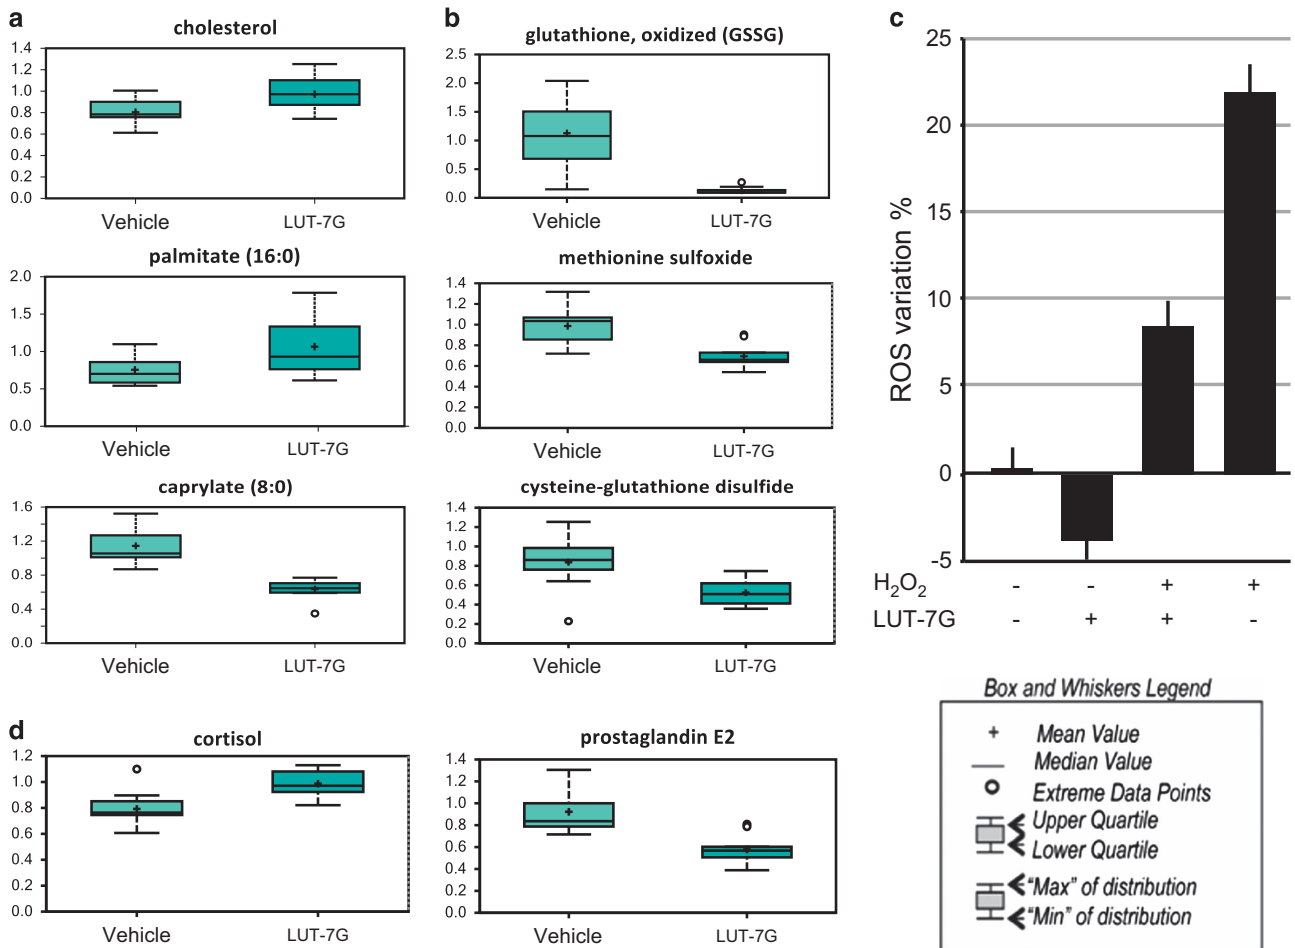 a
cholesterol
1.4
1.2
1.0
0.8
0.6
0.4
0.2
0.0
Vehicle LUT-7G
palmitate (16:0)
2.0
1.5
1.0
0.5
0.0
Vehicle LUT-7G
caprylate (8:0)
1.6
1.2
0.8
0.4
0.0
Vehicle LUT-7G
b
glutathione, oxidized (GSSG)
2.5
2.0
1.5
1.0
0.5
0.0
Vehicle LUT-7G
methionine sulfoxide
1.4
1.2
1.0
0.8
0.6
0.4
0.2
0.0
Vehicle LUT-7G
cysteine-glutathione disulfide
1.4
1.2
1.0
0.8
0.6
0.4
0.2
0.0
Vehicle LUT-7G
c
ROS variation %
25
20
15
10
5
0
-5
H₂O₂ - - + +
LUT-7G - + + -
d
cortisol
1.2
1.0
0.8
0.6
0.4
0.2
0.0
Vehicle LUT-7G
prostaglandin E2
1.4
1.2
1.0
0.8
0.6
0.4
0.2
0.0
Vehicle LUT-7G
Box and Whiskers Legend
+ Mean Value
Median Value
Extreme Data Points
Upper Quartile
Lower Quartile
“Max” of distribution
“Min” of distribution